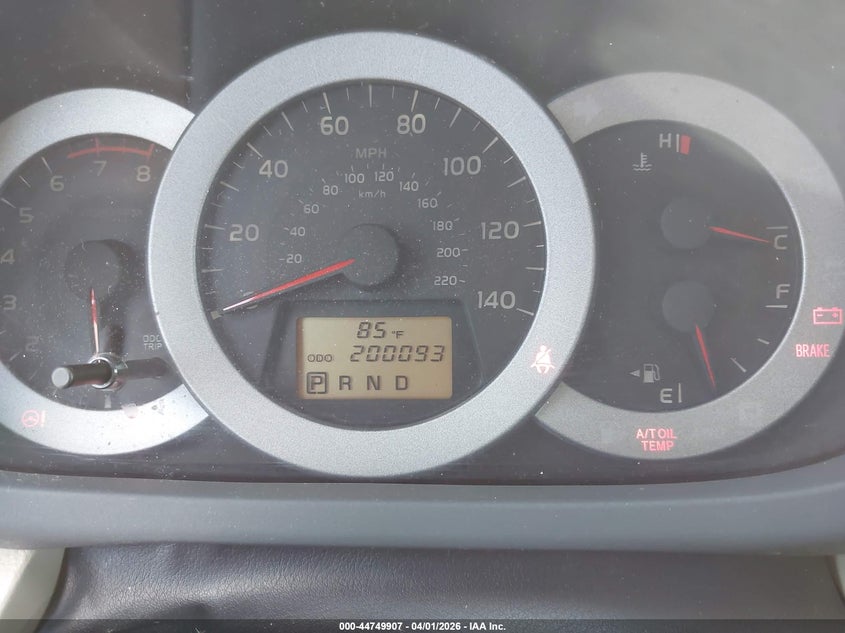 2 3 4 5 6 7 8
ODO
TRIP
20 40 60 80 100 120 140
MPH
km/h
20 40 60 80 100 120 140 160 180 200 220
85°F
ODO 200093
P R N D
H
C
F
E
BRAKE
A/T OIL
TEMP
000-44749907 - 04/01/2026 - IAA Inc.